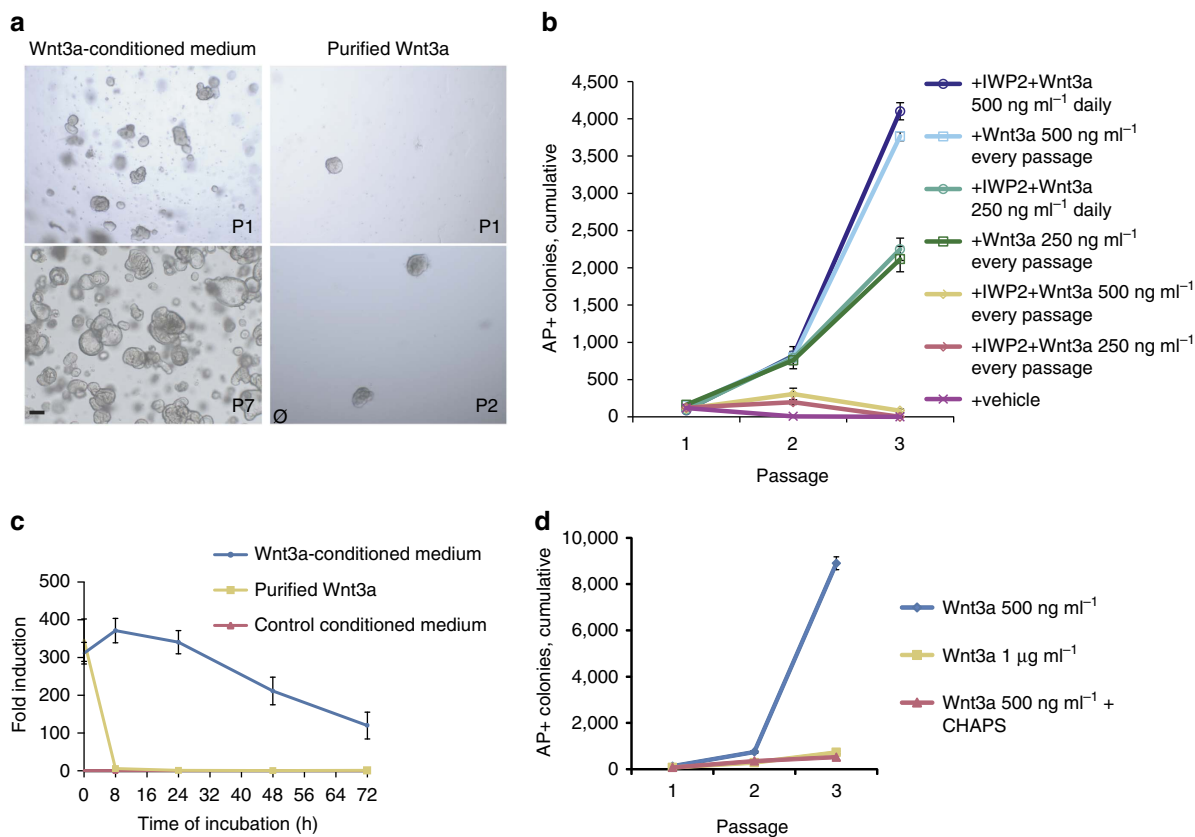 a
Wnt3a-conditioned medium
Purified Wnt3a
P1
P1
P7
P2
Ø
b
AP+ colonies, cumulative
4,500
4,000
3,500
3,000
2,500
2,000
1,500
1,000
500
0
1
2
3
Passage
+IWP2+Wnt3a
500 ng ml⁻¹ daily
+Wnt3a 500 ng ml⁻¹
every passage
+IWP2+Wnt3a
250 ng ml⁻¹ daily
+Wnt3a 250 ng ml⁻¹
every passage
+IWP2+Wnt3a 500 ng ml⁻¹
every passage
+IWP2+Wnt3a 250 ng ml⁻¹
every passage
+vehicle
c
Wnt3a-conditioned medium
Purified Wnt3a
Control conditioned medium
Fold induction
500
400
300
200
100
0
0 8 16 24 32 40 48 56 64 72
Time of incubation (h)
d
AP+ colonies, cumulative
10,000
8,000
6,000
4,000
2,000
0
1
2
3
Passage
Wnt3a 500 ng ml⁻¹
Wnt3a 1 μg ml⁻¹
Wnt3a 500 ng ml⁻¹ +
CHAPS